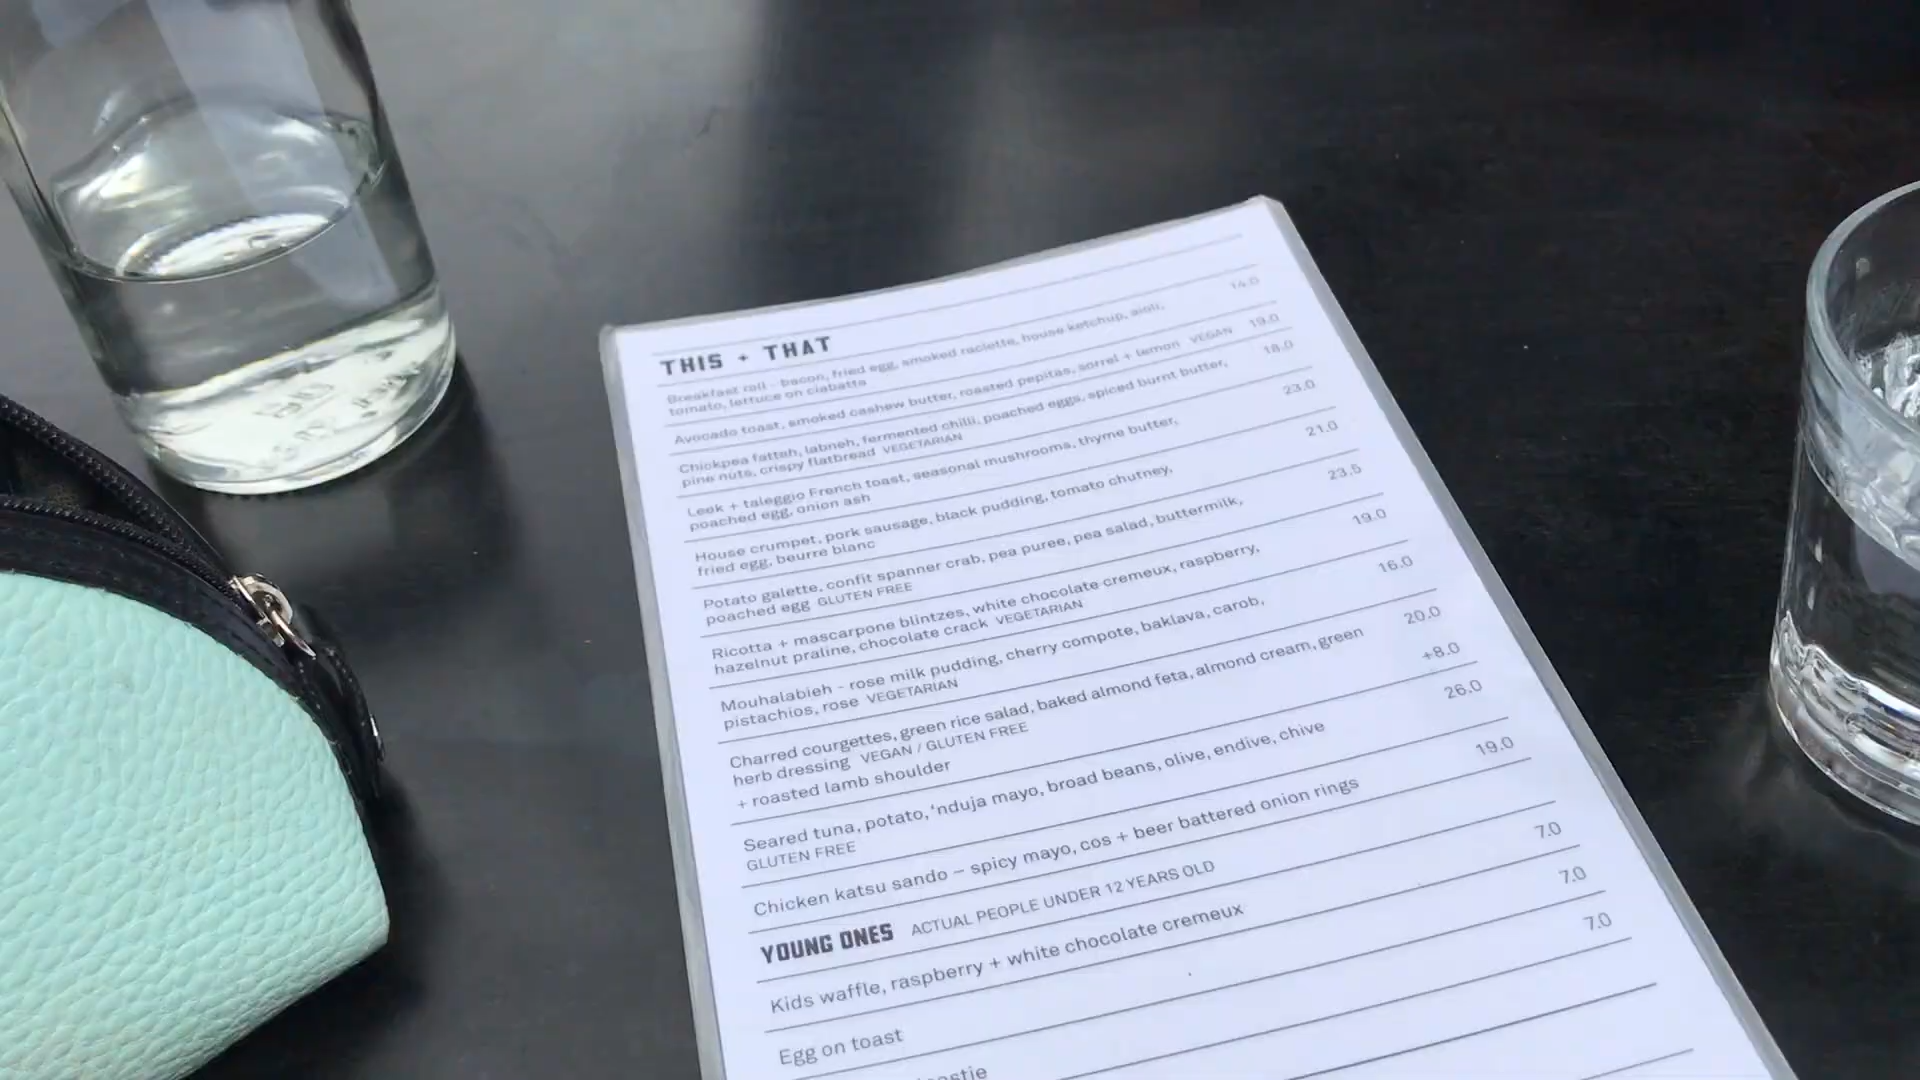 THIS + THAT
Breakfast roll - bacon, fried egg, smoked raclette, house ketchup, aioli, 14.0
tomato, lettuce on ciabatta
Avocado toast, smoked cashew butter, roasted pepitas, sorrel + lemon VEGAN 19.0
Chickpea fatteh, labneh, fermented chilli, poached eggs, spiced burnt butter, 18.0
pine nuts, crispy flatbread VEGETARIAN
Leek + taleggio French toast, seasonal mushrooms, thyme butter, 23.0
poached egg, onion ash
House crumpet, pork sausage, black pudding, tomato chutney, 21.0
fried egg, beurre blanc
Potato galette, confit spanner crab, pea puree, pea salad, buttermilk, 23.5
poached egg GLUTEN FREE
Ricotta + mascarpone blintzes, white chocolate cremeux, raspberry, 19.0
hazelnut praline, chocolate crack VEGETARIAN
Mouhalabieh - rose milk pudding, cherry compote, baklava, carob, 16.0
pistachios, rose VEGETARIAN
Charred courgettes, green rice salad, baked almond feta, almond cream, green 20.0
herb dressing VEGAN / GLUTEN FREE
+ roasted lamb shoulder +8.0
Seared tuna, potato, ‘nduja mayo, broad beans, olive, endive, chive 26.0
GLUTEN FREE
Chicken katsu sando – spicy mayo, cos + beer battered onion rings 19.0
YOUNG ONES ACTUAL PEOPLE UNDER 12 YEARS OLD
Kids waffle, raspberry + white chocolate cremeux 7.0
Egg on toast 7.0
7.0